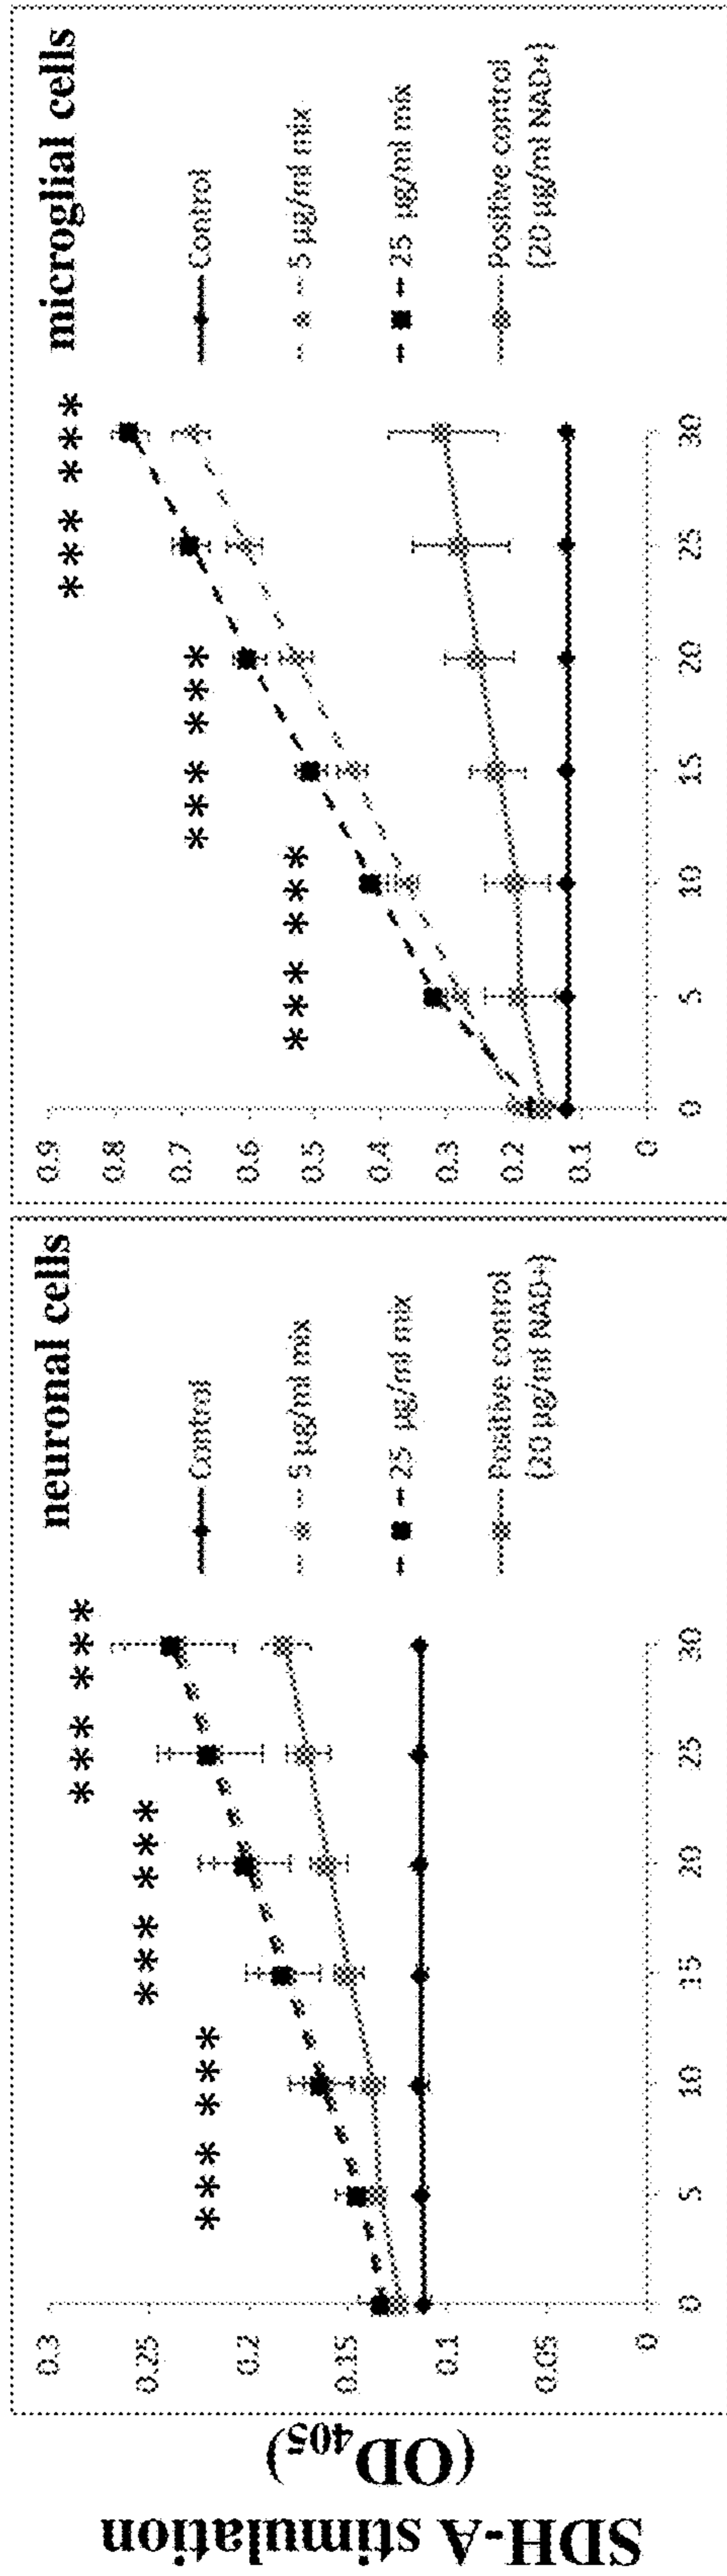 SDH-A stimulation
(OD405)
neuronal cells
0.3
0.25
0.2
0.15
0.1
0.05
0
0
5
10
15
20
25
30
*** ***
*** ***
*** ***
Control
5 µg/ml mix
25 µg/ml mix
Positive control
(20 µg/ml NAD+)
microglial cells
0.9
0.8
0.7
0.6
0.5
0.4
0.3
0.2
0.1
0
0
5
10
15
20
25
30
*** ***
*** ***
*** ***
Control
5 µg/ml mix
25 µg/ml mix
Positive control
(20 µg/ml NAD+)